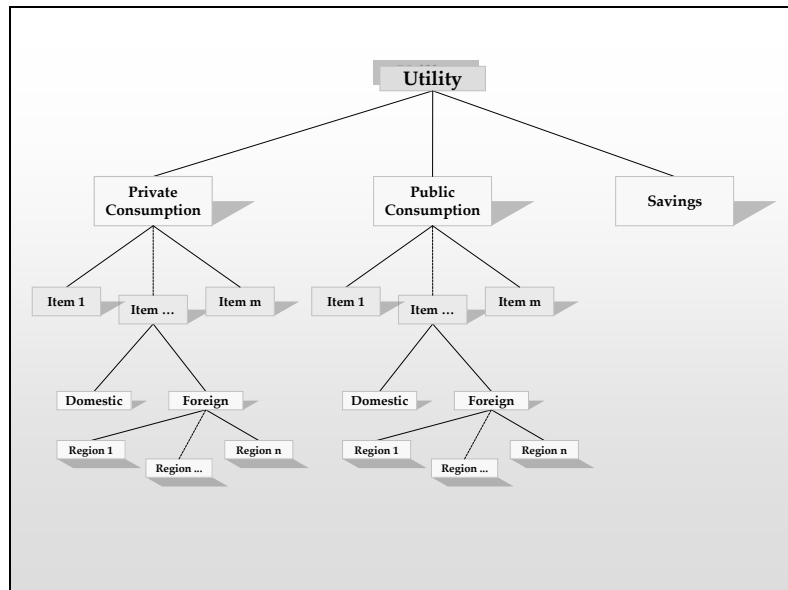 Utility
Private
Consumption
Public
Consumption
Savings
Item 1
Item ...
Item m
Item 1
Item ...
Item m
Domestic
Foreign
Domestic
Foreign
Region 1
Region ...
Region n
Region 1
Region ...
Region n